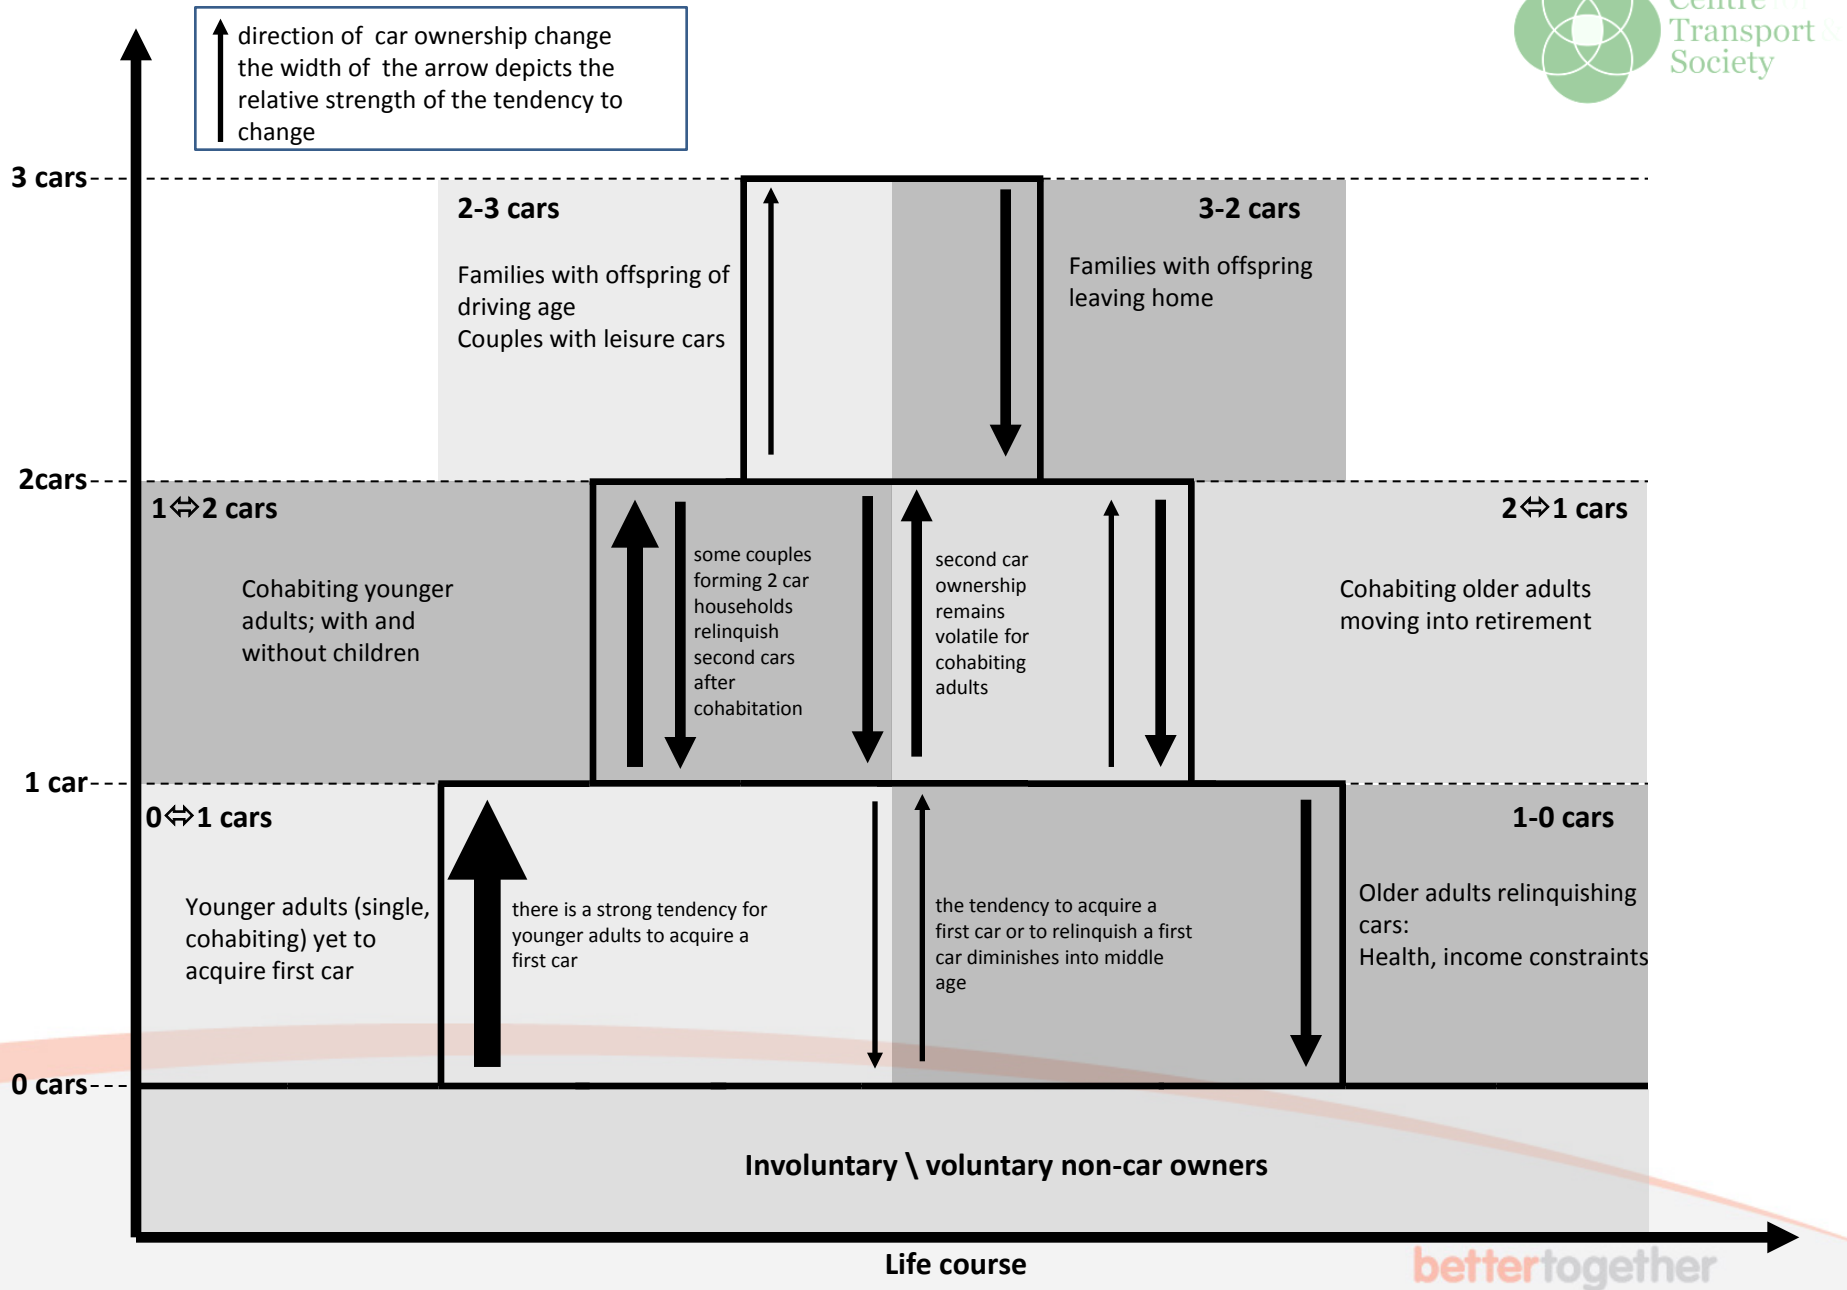 direction of car ownership change
the width of the arrow depicts the
relative strength of the tendency to
change
Centre for
Transport &
Society
3 cars
2-3 cars
Families with offspring of
driving age
Couples with leisure cars
3-2 cars
Families with offspring
leaving home
2cars
1⇔2 cars
Cohabiting younger
adults; with and
without children
some couples
forming 2 car
households
relinquish
second cars
after
cohabitation
second car
ownership
remains
volatile for
cohabiting
adults
2⇔1 cars
Cohabiting older adults
moving into retirement
1 car
0⇔1 cars
Younger adults (single,
cohabiting) yet to
acquire first car
there is a strong tendency for
younger adults to acquire a
first car
the tendency to acquire a
first car or to relinquish a first
car diminishes into middle
age
1-0 cars
Older adults relinquishing
cars:
Health, income constraints
0 cars
Involuntary \ voluntary non-car owners
Life course
bettertogether